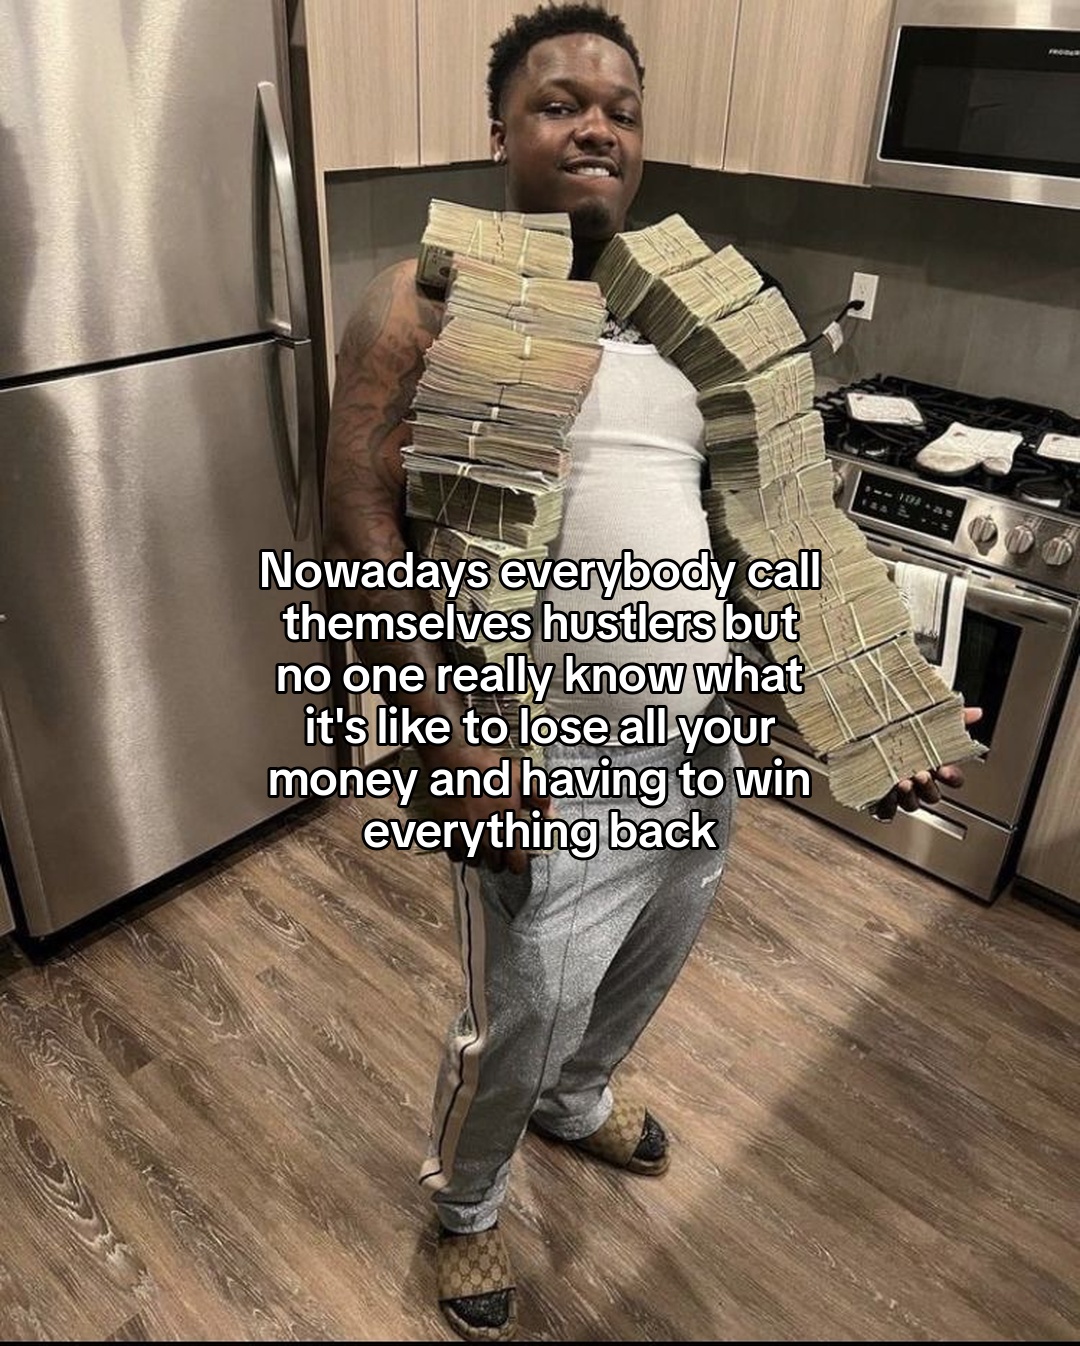 Nowadays everybody call
themselves hustlers but
no one really know what
it's like to lose all your
money and having to win
everything back